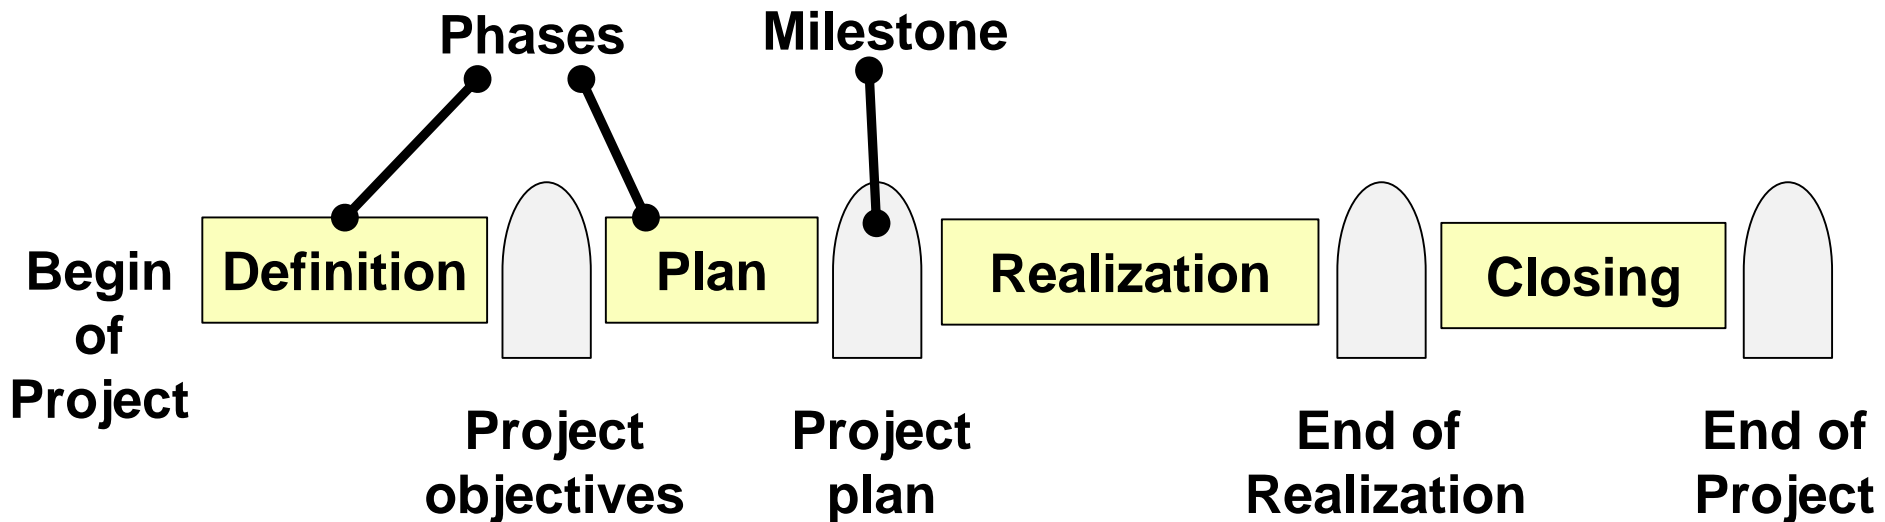 Phases
Milestone
Begin
of
Project
Definition
Plan
Realization
Closing
Project
objectives
Project
plan
End of
Realization
End of
Project